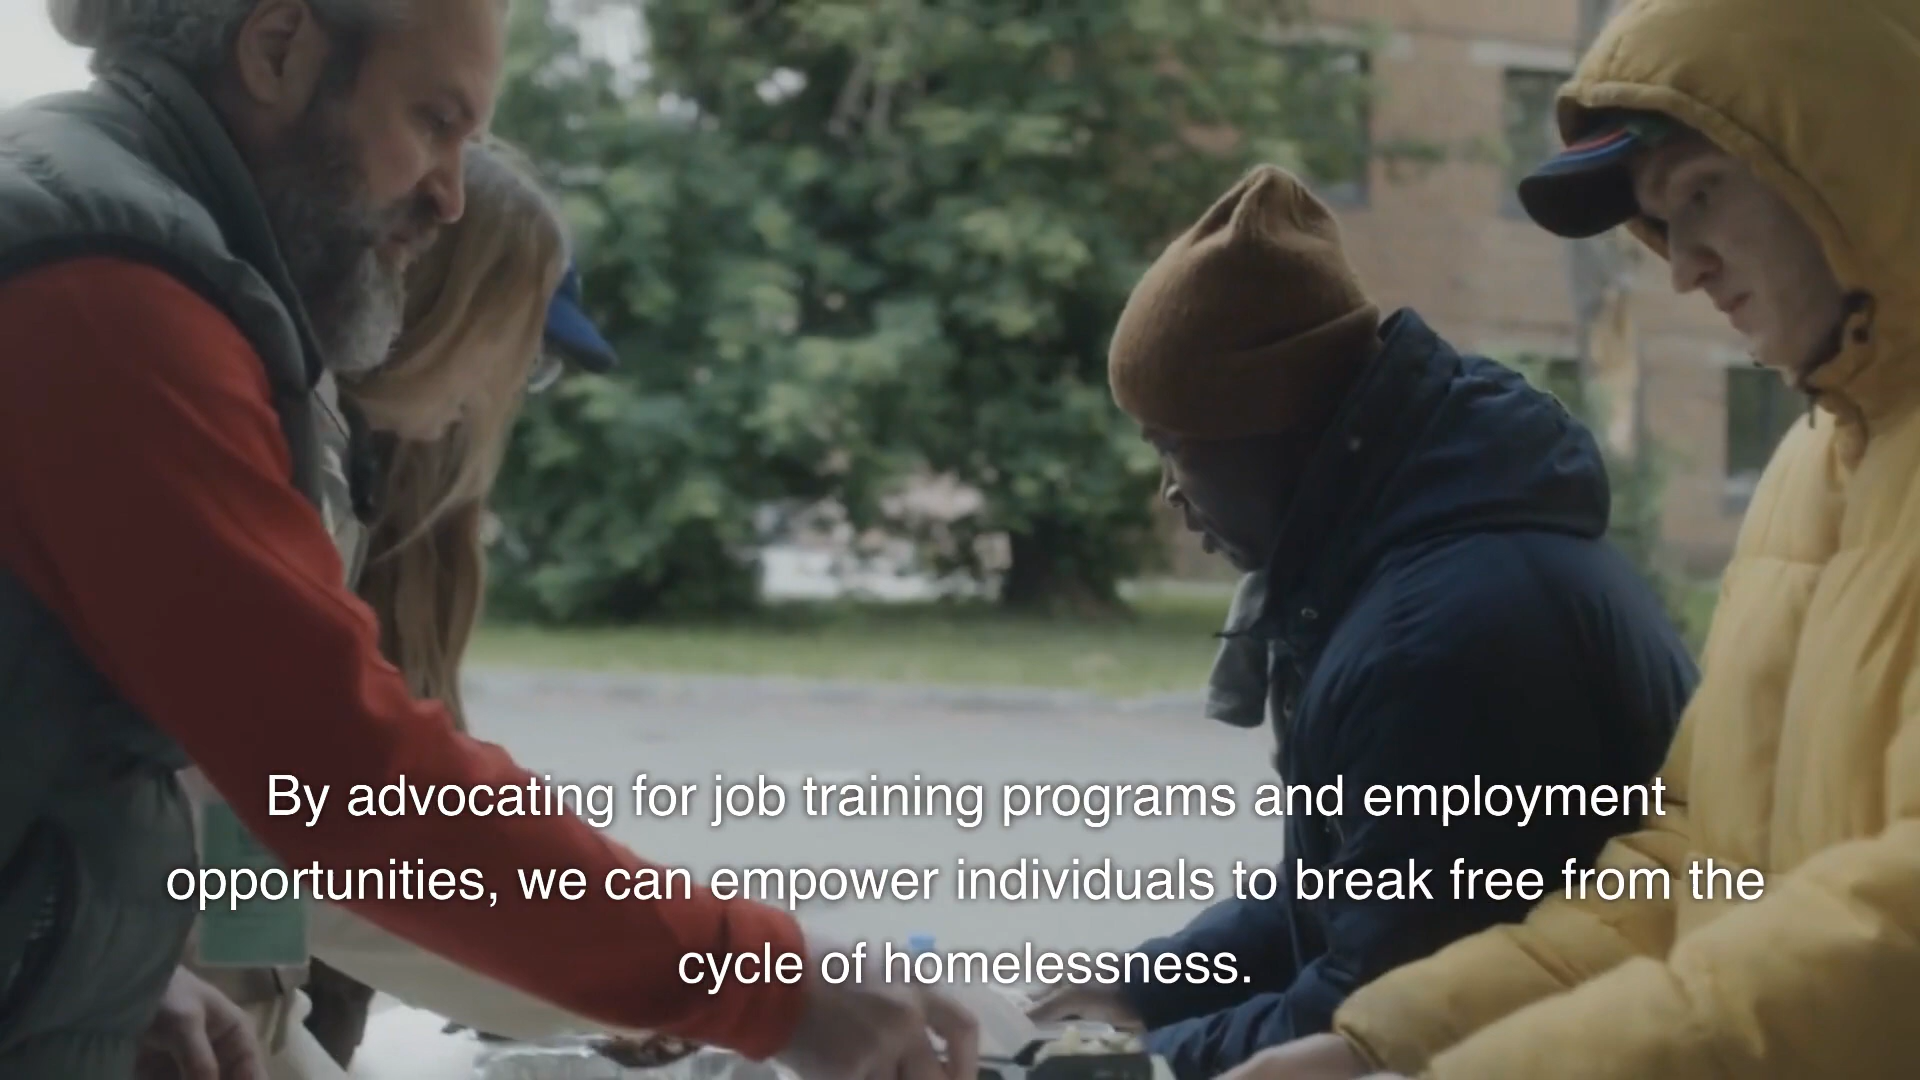 By advocating for job training programs and employment
opportunities, we can empower individuals to break free from the
cycle of homelessness.